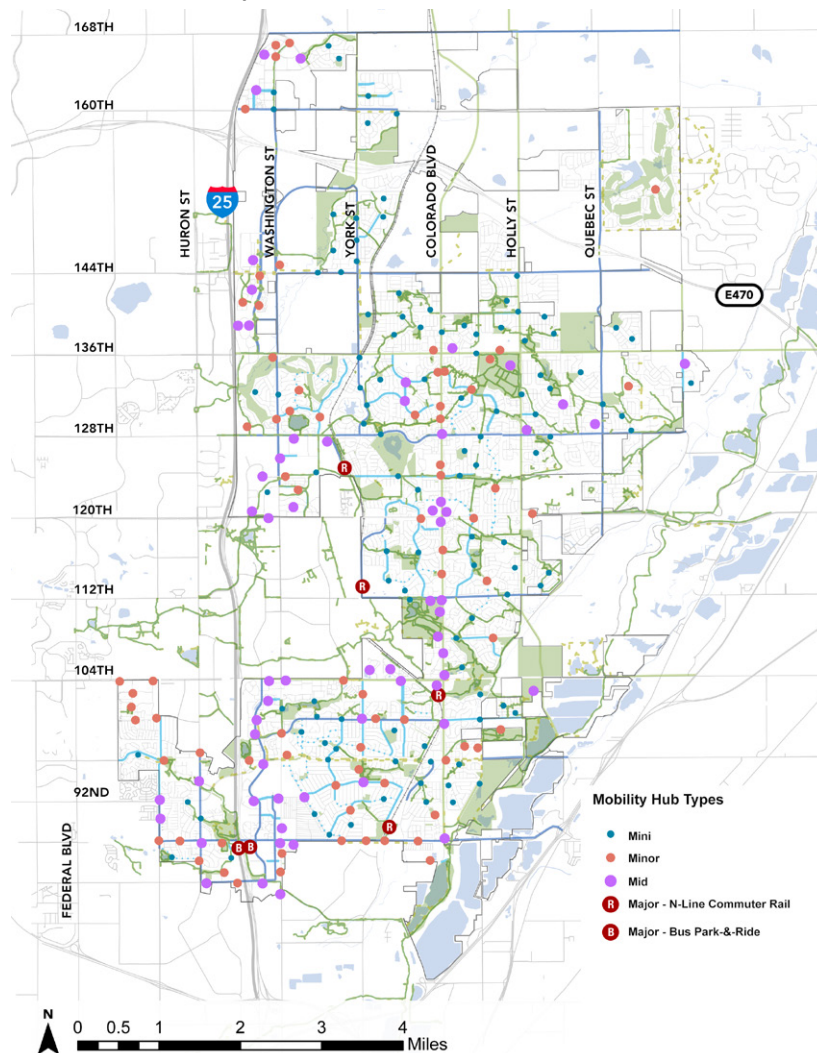 168TH
160TH
HURON ST
25
WASHINGTON ST
YORK ST
COLORADO BLVD
HOLLY ST
QUEBEC ST
144TH
E470
136TH
128TH
R
120TH
R
112TH
104TH
R
92ND
R
B B
FEDERAL BLVD
Mobility Hub Types
Mini
Minor
Mid
R Major - N-Line Commuter Rail
B Major - Bus Park-&-Ride
N
0 0.5 1 2 3 4
Miles